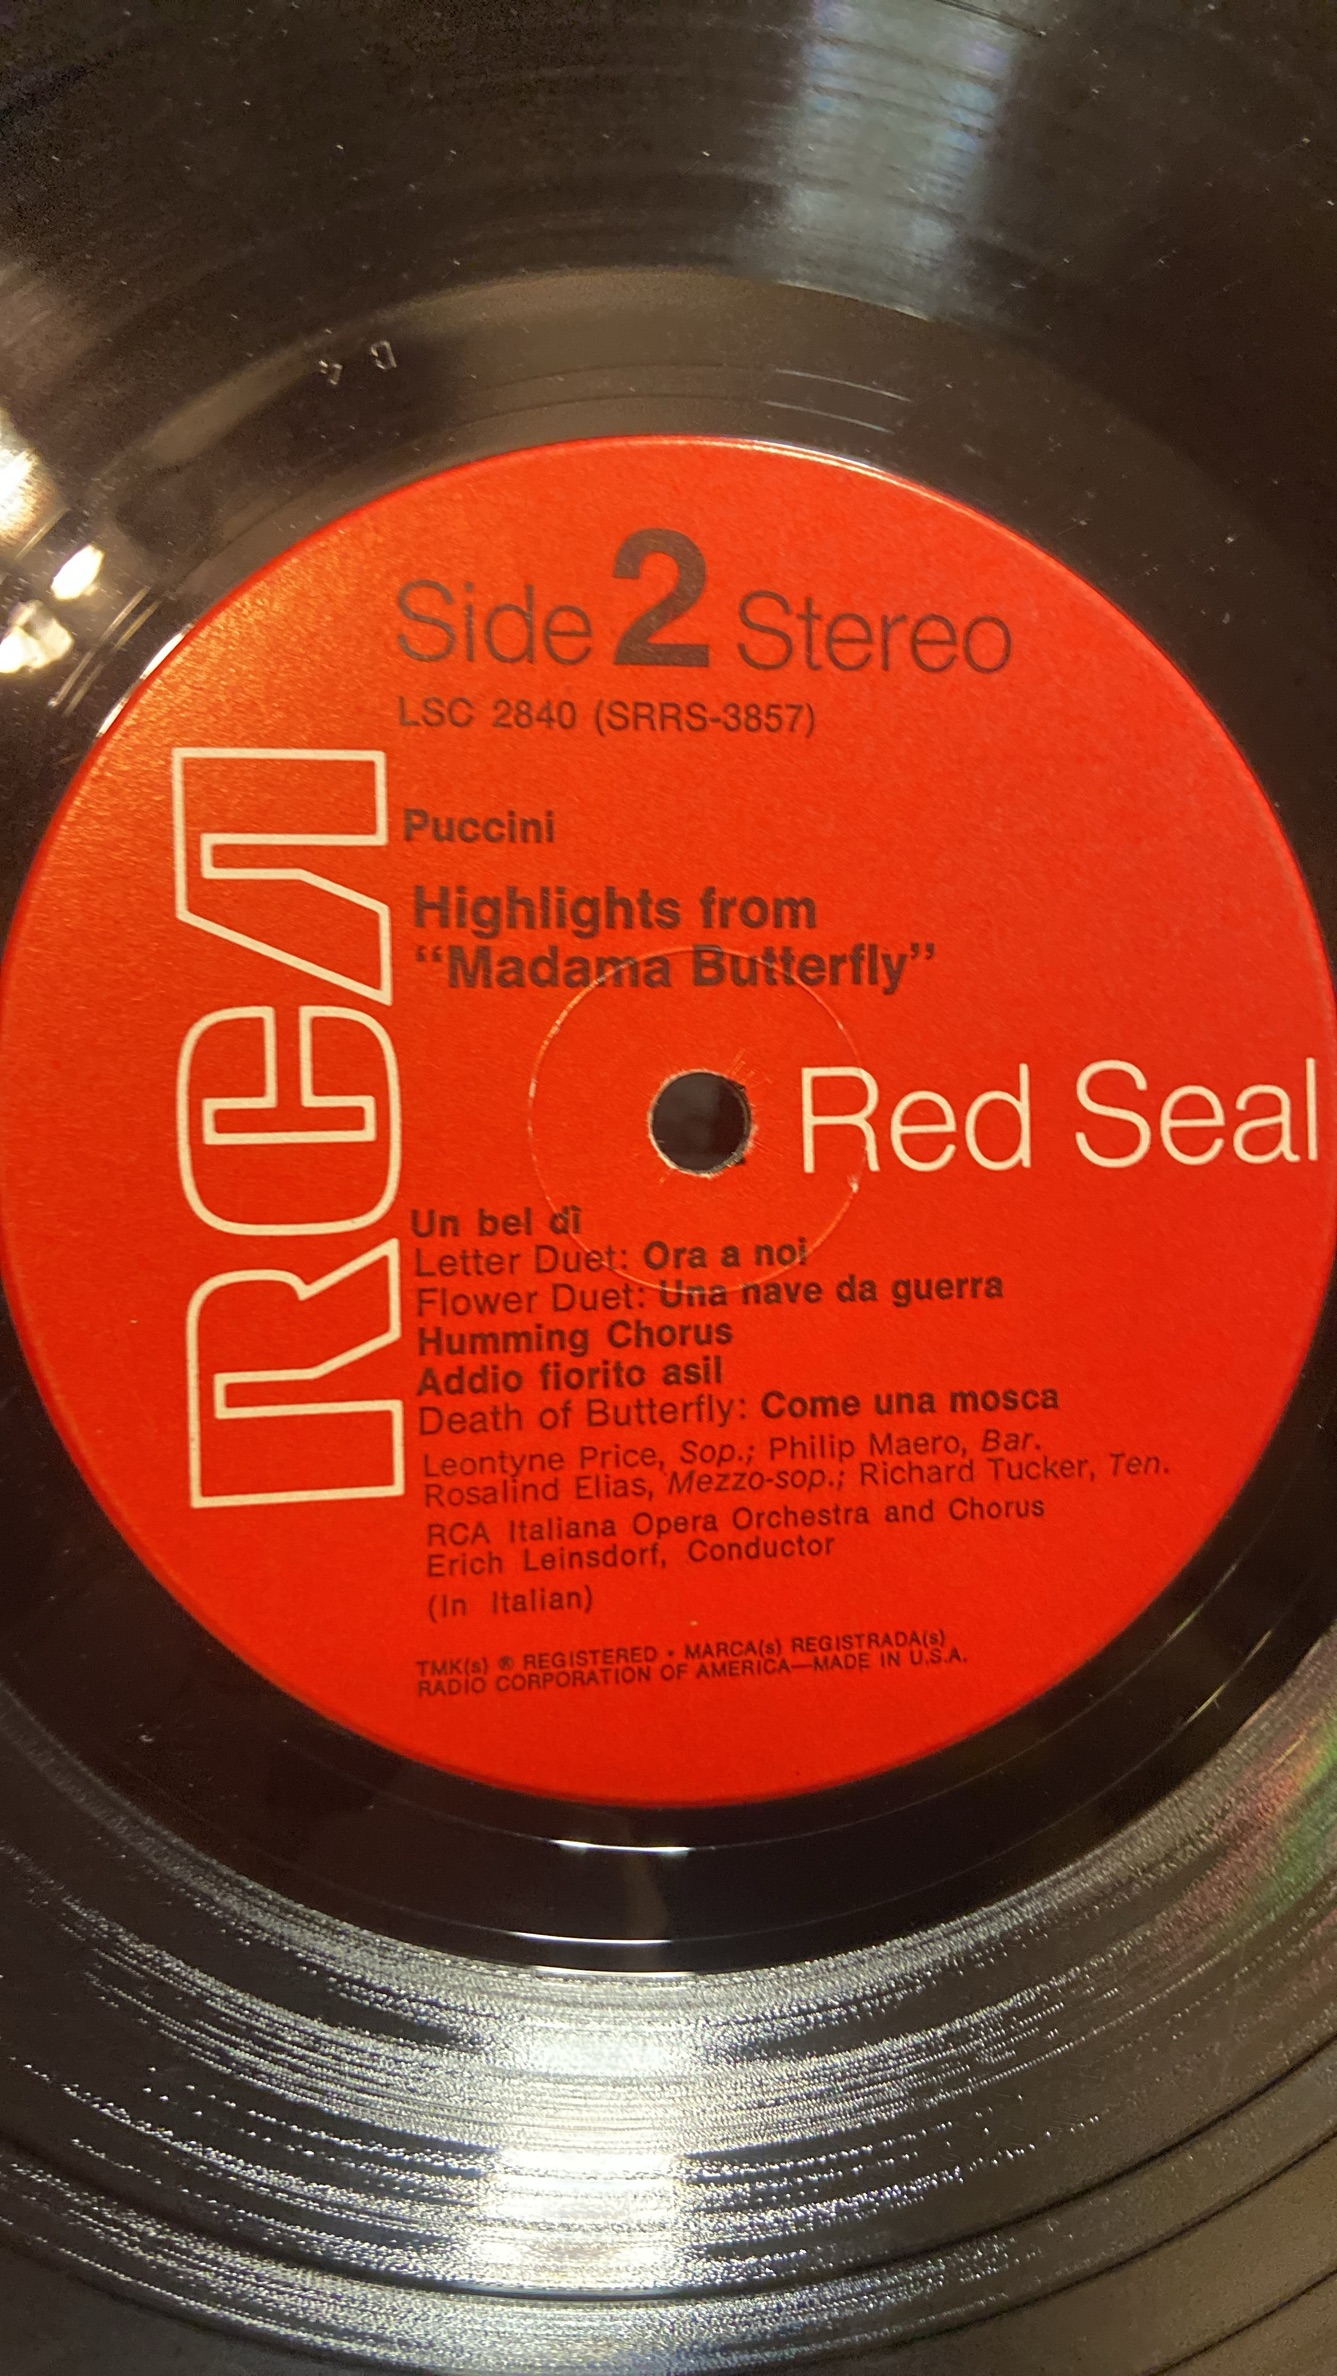 Side 2 Stereo
LSC 2840 (SRRS-3857)
RCA
Puccini
Highlights from
“Madama Butterfly”
Red Seal
Un bel dì
Letter Duet: Ora a noi
Flower Duet: Una nave da guerra
Humming Chorus
Addio fiorito asil
Death of Butterfly: Come una mosca
Leontyne Price, Sop.; Philip Maero, Bar.
Rosalind Elias, Mezzo-sop.; Richard Tucker, Ten.
RCA Italiana Opera Orchestra and Chorus
Erich Leinsdorf, Conductor
(In Italian)
TMK(s) ® REGISTERED • MARCA(s) REGISTRADA(s)
RADIO CORPORATION OF AMERICA—MADE IN U.S.A.